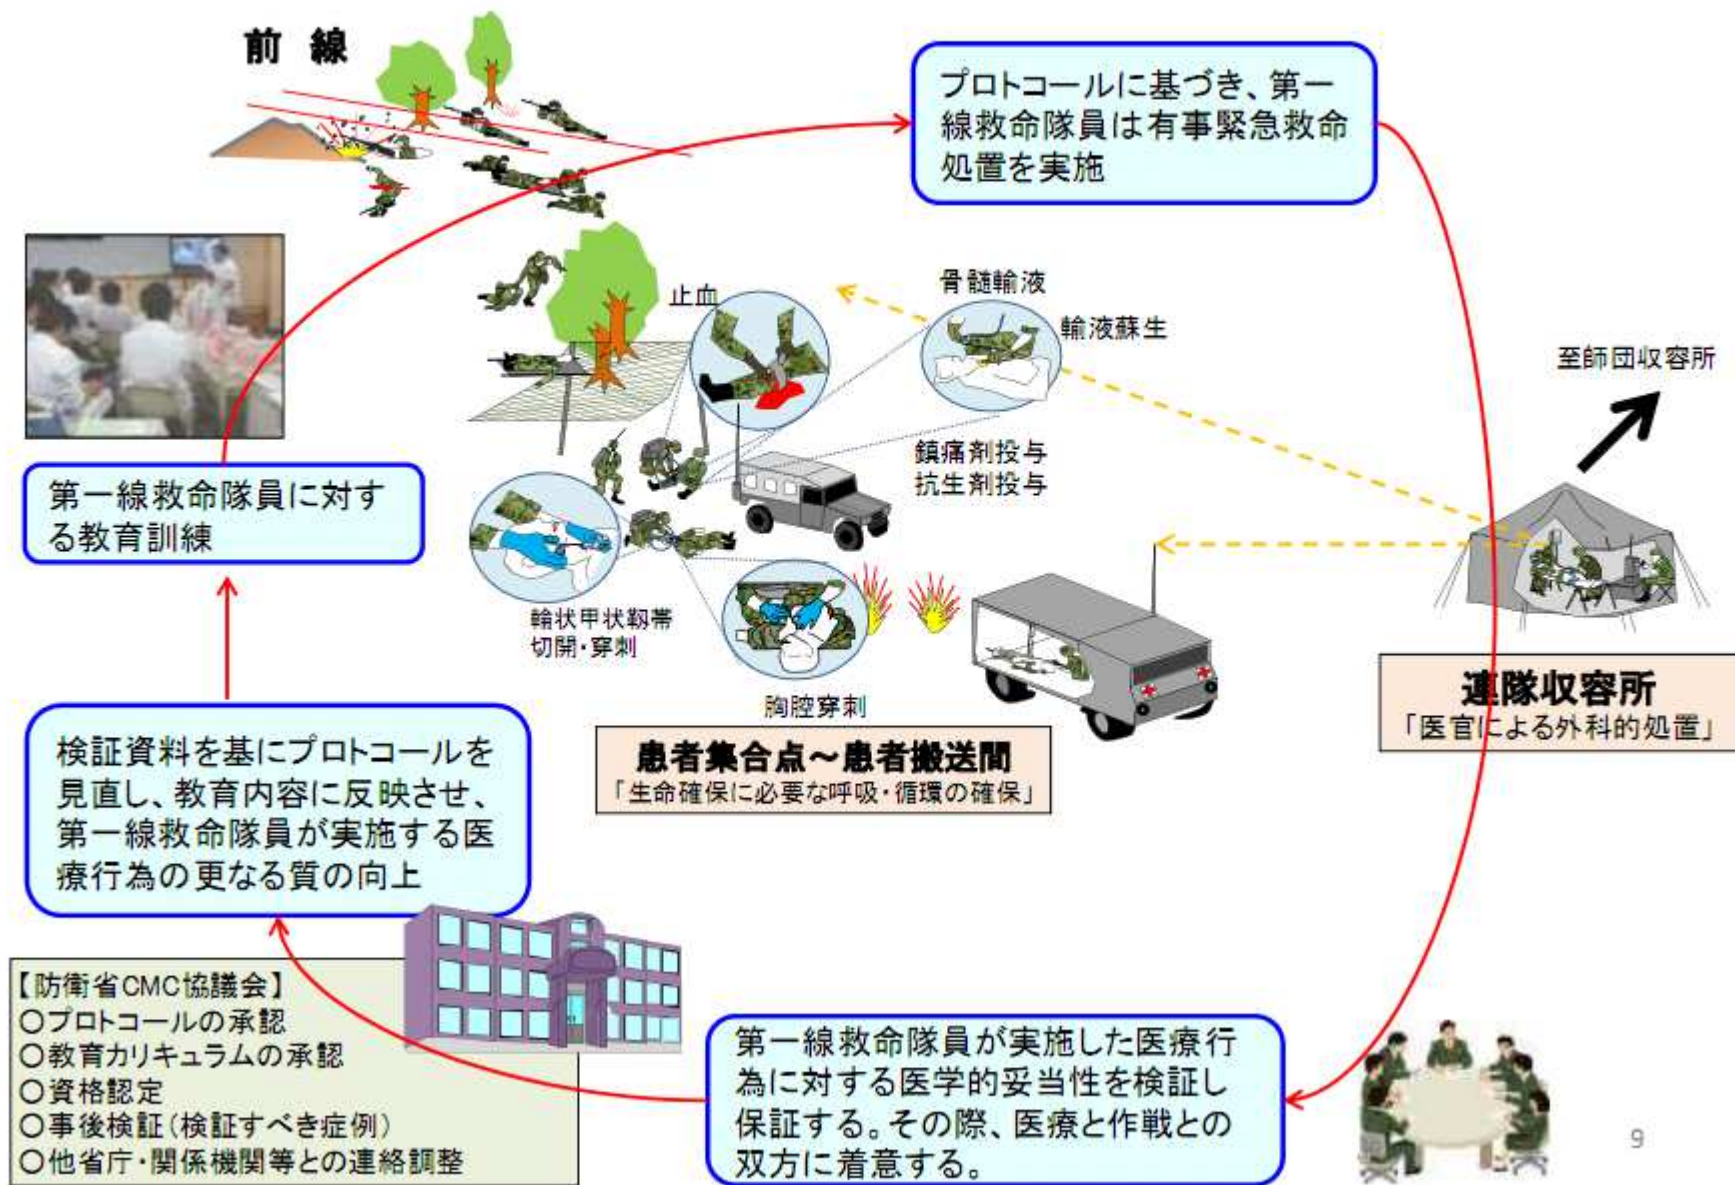 前 線
プロトコールに基づき、第一
線救命隊員は有事緊急救命
処置を実施
止血
骨髄輸液
輸液蘇生
至師団収容所
鎮痛剤投与
抗生剤投与
第一線救命隊員に対す
る教育訓練
輪状甲状靱帯
切開・穿刺
胸腔穿刺
患者集合点～患者搬送間
「生命確保に必要な呼吸・循環の確保」
連隊収容所
「医官による外科的処置」
検証資料を基にプロトコールを
見直し、教育内容に反映させ、
第一線救命隊員が実施する医
療行為の更なる質の向上
【防衛省CMC協議会】
○プロトコールの承認
○教育カリキュラムの承認
○資格認定
○事後検証(検証すべき症例)
○他省庁・関係機関等との連絡調整
第一線救命隊員が実施した医療行
為に対する医学的妥当性を検証し
保証する。その際、医療と作戦との
双方に着意する。
9